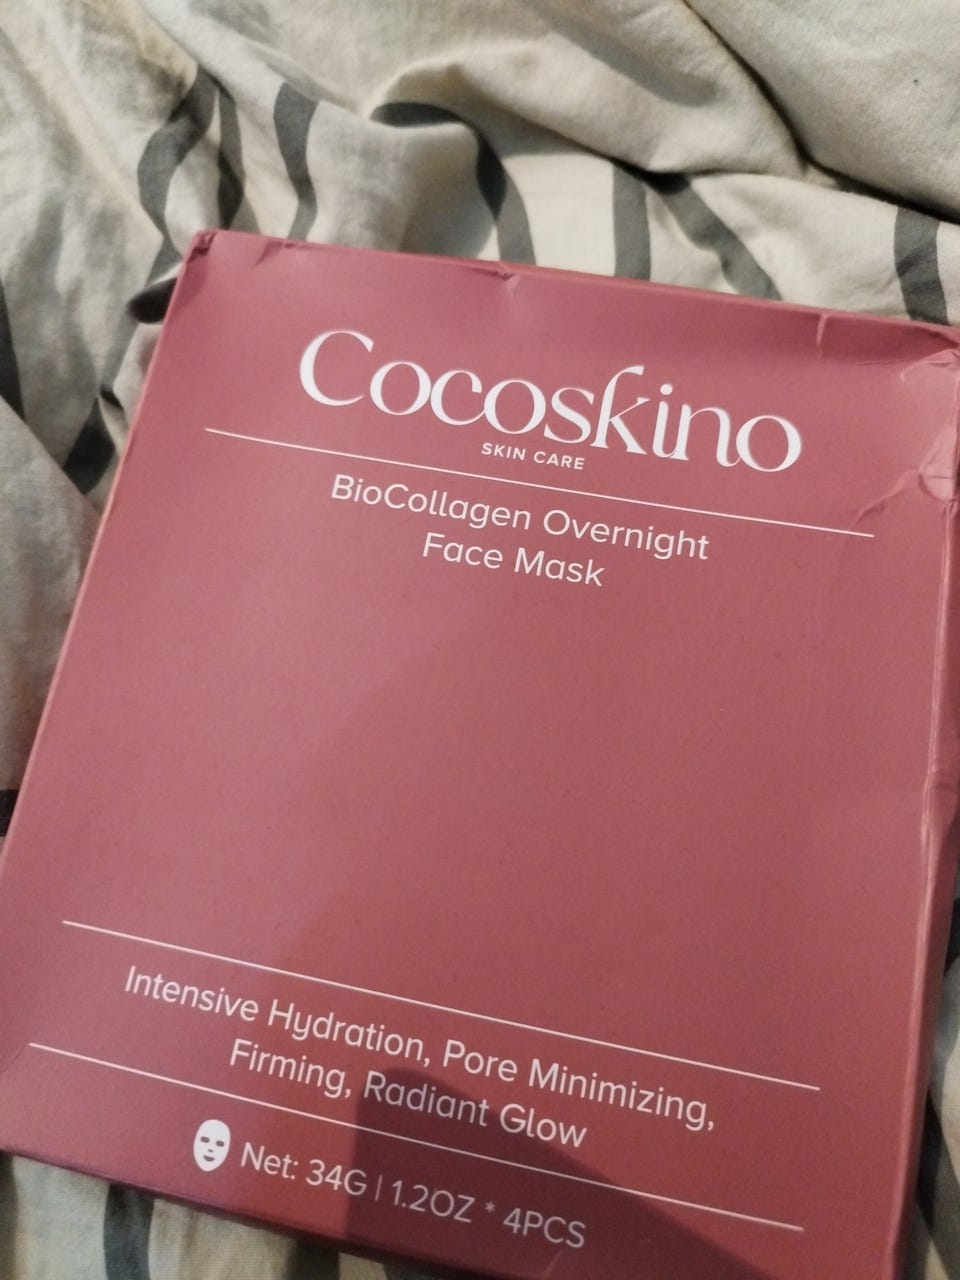 Cocoskino
SKIN CARE
BioCollagen Overnight
Face Mask
Intensive Hydration, Pore Minimizing,
Firming, Radiant Glow
Net: 34G | 1.2OZ * 4PCS